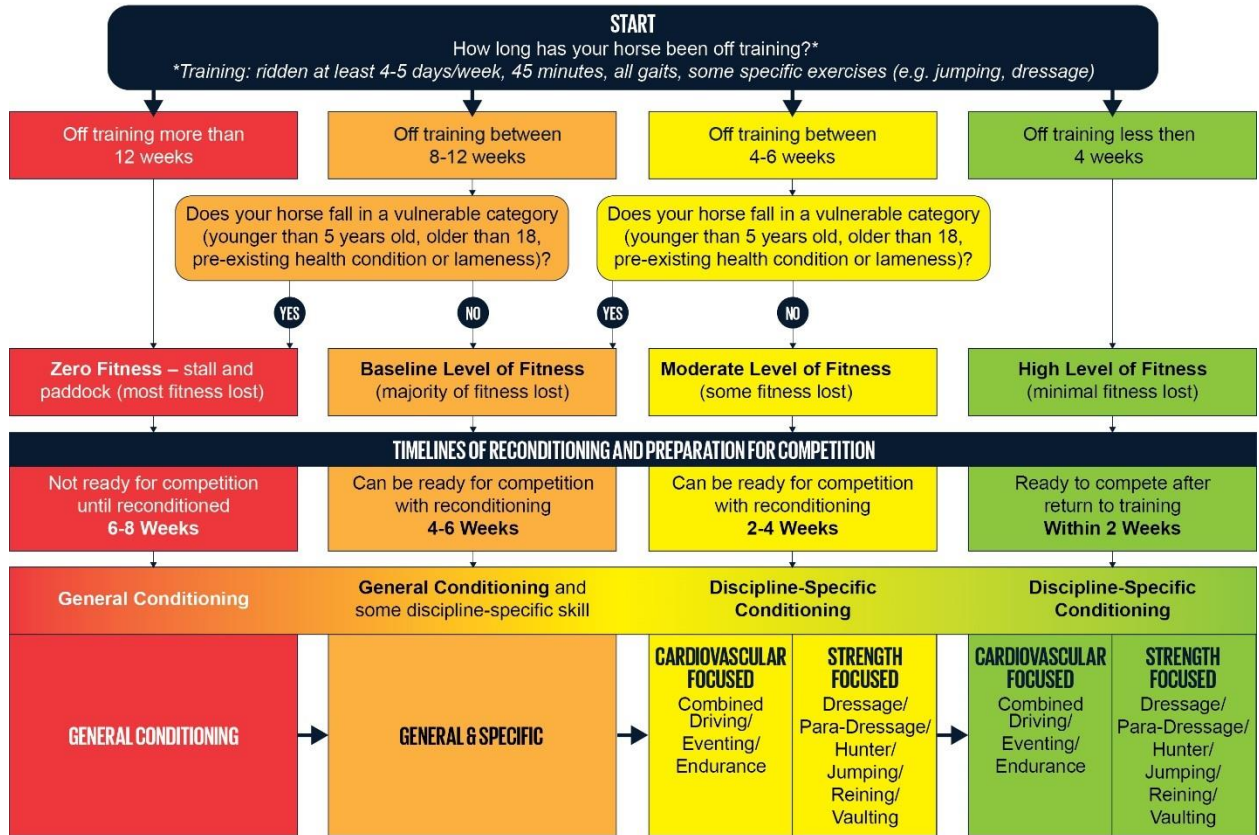 START
How long has your horse been off training?*
*Training: ridden at least 4-5 days/week, 45 minutes, all gaits, some specific exercises (e.g. jumping, dressage)
Off training more than
12 weeks
Off training between
8-12 weeks
Off training between
4-6 weeks
Off training less then
4 weeks
Does your horse fall in a vulnerable category
(younger than 5 years old, older than 18,
pre-existing health condition or lameness)?
Does your horse fall in a vulnerable category
(younger than 5 years old, older than 18,
pre-existing health condition or lameness)?
YES
NO
YES
NO
Zero Fitness – stall and
paddock (most fitness lost)
Baseline Level of Fitness
(majority of fitness lost)
Moderate Level of Fitness
(some fitness lost)
High Level of Fitness
(minimal fitness lost)
TIMELINES OF RECONDITIONING AND PREPARATION FOR COMPETITION
Not ready for competition
until reconditioned
6-8 Weeks
Can be ready for competition
with reconditioning
4-6 Weeks
Can be ready for competition
with reconditioning
2-4 Weeks
Ready to compete after
return to training
Within 2 Weeks
General Conditioning
General Conditioning and
some discipline-specific skill
Discipline-Specific
Conditioning
Discipline-Specific
Conditioning
GENERAL CONDITIONING
GENERAL & SPECIFIC
CARDIOVASCULAR
FOCUSED
Combined
Driving/
Eventing/
Endurance
STRENGTH
FOCUSED
Dressage/
Para-Dressage/
Hunter/
Jumping/
Reining/
Vaulting
CARDIOVASCULAR
FOCUSED
Combined
Driving/
Eventing/
Endurance
STRENGTH
FOCUSED
Dressage/
Para-Dressage/
Hunter/
Jumping/
Reining/
Vaulting